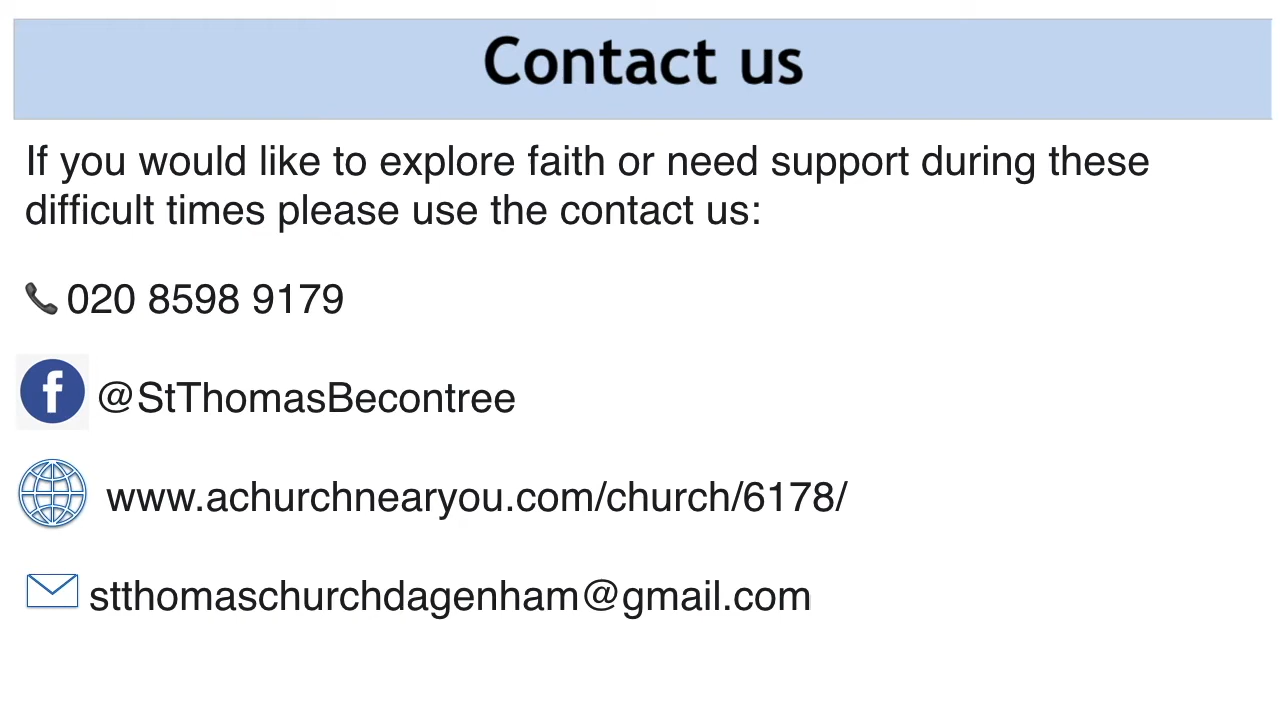 Contact us
If you would like to explore faith or need support during these
difficult times please use the contact us:
020 8598 9179
@StThomasBecontree
www.achurchnearyou.com/church/6178/
stthomaschurchdagenham@gmail.com